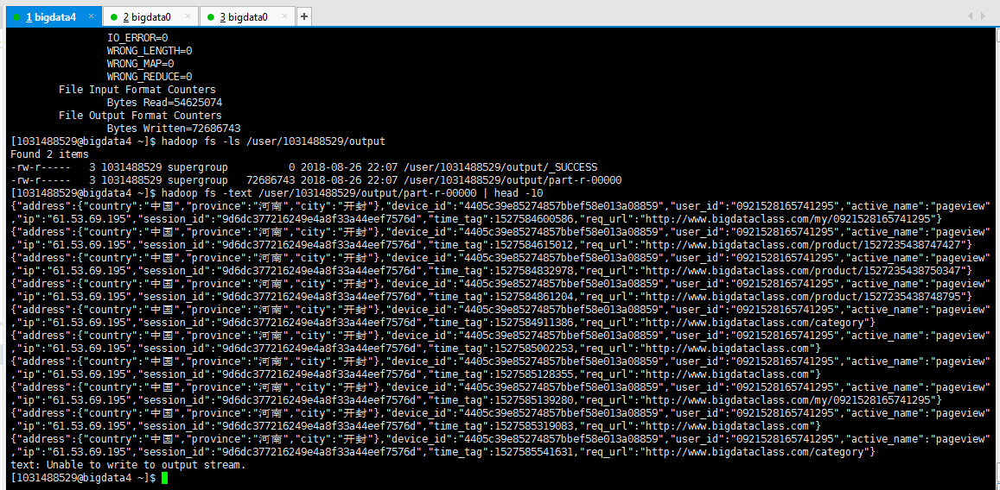 1 bigdata4 × 2 bigdata0 × 3 bigdata0 × +
IO_ERROR=0
WRONG_LENGTH=0
WRONG_MAP=0
WRONG_REDUCE=0
File Input Format Counters
Bytes Read=54625074
File Output Format Counters
Bytes Written=72686743
[1031488529@bigdata4 ~]$ hadoop fs -ls /user/1031488529/output
Found 2 items
-rw-r----- 3 1031488529 supergroup 0 2018-08-26 22:07 /user/1031488529/output/_SUCCESS
-rw-r----- 3 1031488529 supergroup 72686743 2018-08-26 22:07 /user/1031488529/output/part-r-00000
[1031488529@bigdata4 ~]$ hadoop fs -text /user/1031488529/output/part-r-00000 | head -10
{"address":{"country":"中国","province":"河南","city":"开封"},"device_id":"4405c39e85274857bbef58e013a08859","user_id":"0921528165741295","active_name":"pageview"
,"ip":"61.53.69.195","session_id":"9d6dc377216249e4a8f33a44eef7576d","time_tag":1527584600586,"req_url":"http://www.bigdataclass.com/my/0921528165741295"}
{"address":{"country":"中国","province":"河南","city":"开封"},"device_id":"4405c39e85274857bbef58e013a08859","user_id":"0921528165741295","active_name":"pageview"
,"ip":"61.53.69.195","session_id":"9d6dc377216249e4a8f33a44eef7576d","time_tag":1527584615012,"req_url":"http://www.bigdataclass.com/product/1527235438747427"}
{"address":{"country":"中国","province":"河南","city":"开封"},"device_id":"4405c39e85274857bbef58e013a08859","user_id":"0921528165741295","active_name":"pageview"
,"ip":"61.53.69.195","session_id":"9d6dc377216249e4a8f33a44eef7576d","time_tag":1527584832978,"req_url":"http://www.bigdataclass.com/product/1527235438750347"}
{"address":{"country":"中国","province":"河南","city":"开封"},"device_id":"4405c39e85274857bbef58e013a08859","user_id":"0921528165741295","active_name":"pageview"
,"ip":"61.53.69.195","session_id":"9d6dc377216249e4a8f33a44eef7576d","time_tag":1527584861204,"req_url":"http://www.bigdataclass.com/product/1527235438748795"}
{"address":{"country":"中国","province":"河南","city":"开封"},"device_id":"4405c39e85274857bbef58e013a08859","user_id":"0921528165741295","active_name":"pageview"
,"ip":"61.53.69.195","session_id":"9d6dc377216249e4a8f33a44eef7576d","time_tag":1527584911386,"req_url":"http://www.bigdataclass.com/category"}
{"address":{"country":"中国","province":"河南","city":"开封"},"device_id":"4405c39e85274857bbef58e013a08859","user_id":"0921528165741295","active_name":"pageview"
,"ip":"61.53.69.195","session_id":"9d6dc377216249e4a8f33a44eef7576d","time_tag":1527585002253,"req_url":"http://www.bigdataclass.com"}
{"address":{"country":"中国","province":"河南","city":"开封"},"device_id":"4405c39e85274857bbef58e013a08859","user_id":"0921528165741295","active_name":"pageview"
,"ip":"61.53.69.195","session_id":"9d6dc377216249e4a8f33a44eef7576d","time_tag":1527585128355,"req_url":"http://www.bigdataclass.com"}
{"address":{"country":"中国","province":"河南","city":"开封"},"device_id":"4405c39e85274857bbef58e013a08859","user_id":"0921528165741295","active_name":"pageview"
,"ip":"61.53.69.195","session_id":"9d6dc377216249e4a8f33a44eef7576d","time_tag":1527585139280,"req_url":"http://www.bigdataclass.com/my/0921528165741295"}
{"address":{"country":"中国","province":"河南","city":"开封"},"device_id":"4405c39e85274857bbef58e013a08859","user_id":"0921528165741295","active_name":"pageview"
,"ip":"61.53.69.195","session_id":"9d6dc377216249e4a8f33a44eef7576d","time_tag":1527585319083,"req_url":"http://www.bigdataclass.com"}
{"address":{"country":"中国","province":"河南","city":"开封"},"device_id":"4405c39e85274857bbef58e013a08859","user_id":"0921528165741295","active_name":"pageview"
,"ip":"61.53.69.195","session_id":"9d6dc377216249e4a8f33a44eef7576d","time_tag":1527585541631,"req_url":"http://www.bigdataclass.com/category"}
text: Unable to write to output stream.
[1031488529@bigdata4 ~]$